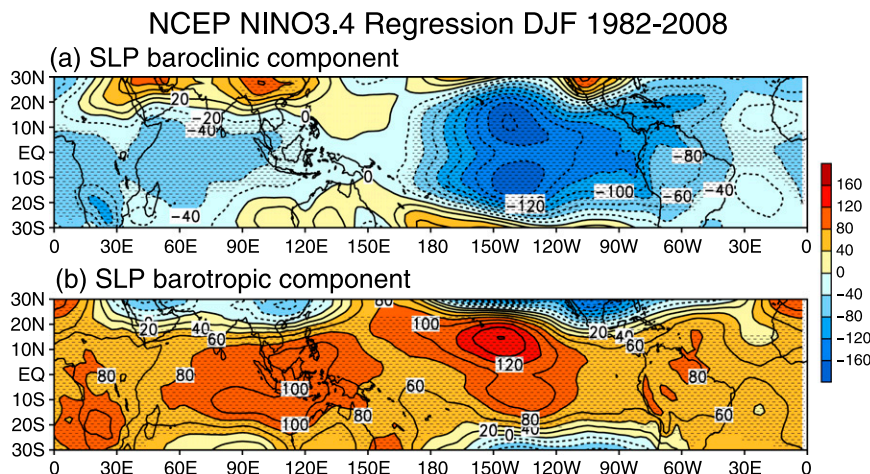 NCEP NINO3.4 Regression DJF 1982-2008
(a) SLP baroclinic component
30N
20N
10N
EQ
10S
20S
30S
20
0
−20
−40
−40
0
−120
−100
−80
−60
−40
0 30E 60E 90E 120E 150E 180 150W 120W 90W 60W 30W 0
(b) SLP barotropic component
30N
20N
10N
EQ
10S
20S
30S
80
20
40
60
100
20
40
60
80
80
100
120
80
100
60
80
80
60
20
0
−40
0 30E 60E 90E 120E 150E 180 150W 120W 90W 60W 30W 0
160
120
80
40
0
−40
−80
−120
−160